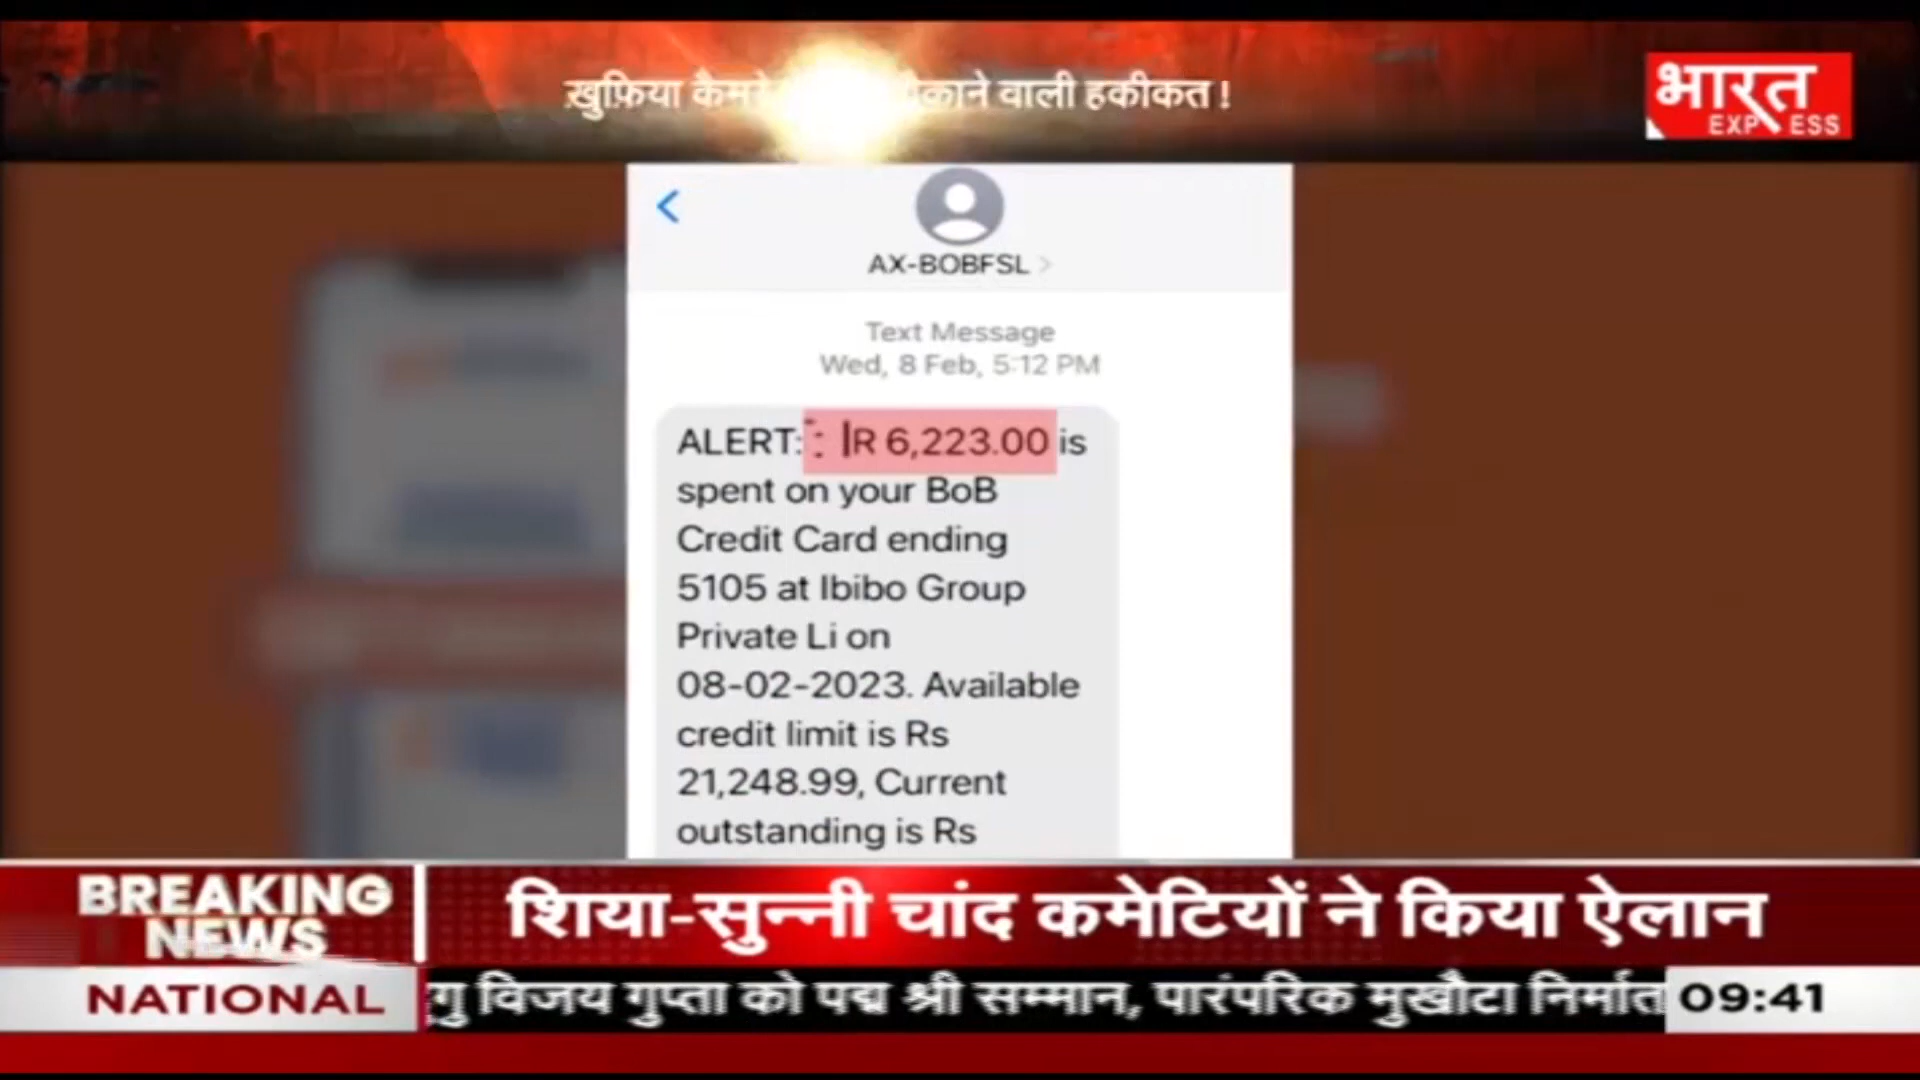 ख़ुफ़िया कैमरे वाली हकीकत !
भारत
EXPRESS
AX-BOBFSL
Text Message
Wed, 8 Feb, 5:12 PM
ALERT: : IR 6,223.00 is
spent on your BoB
Credit Card ending
5105 at Ibibo Group
Private Li on
08-02-2023. Available
credit limit is Rs
21,248.99, Current
outstanding is Rs
BREAKING
NEWS
शिया-सुन्नी चांद कमेटियों ने किया ऐलान
NATIONAL
विजय गुप्ता को पद्म श्री सम्मान, पारंपरिक मुखौटा
09:41